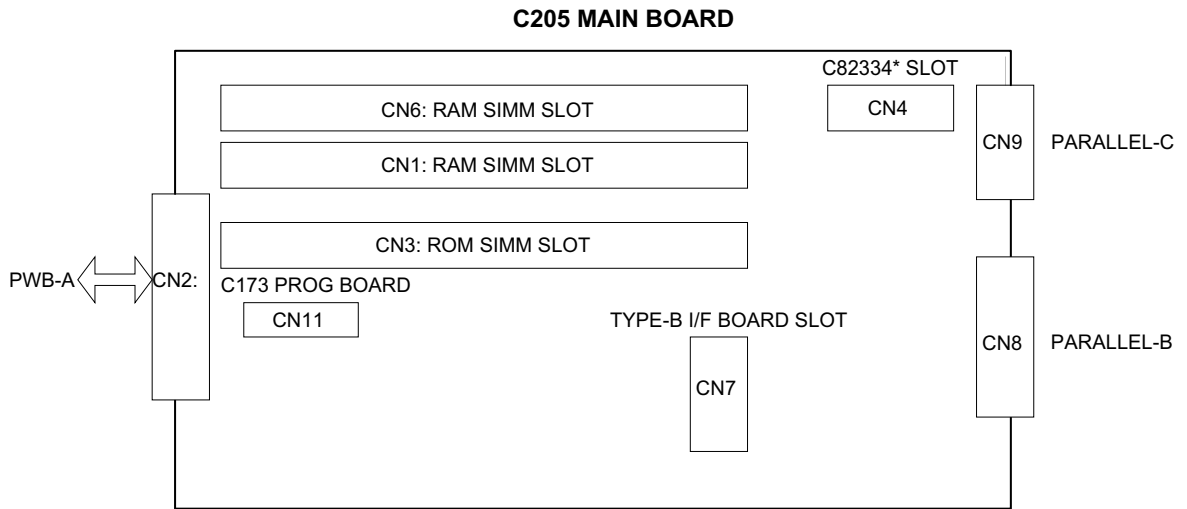 C205 MAIN BOARD
C82334* SLOT
CN6: RAM SIMM SLOT
CN4
CN1: RAM SIMM SLOT
CN9
PARALLEL-C
CN3: ROM SIMM SLOT
PWB-A
CN2:
C173 PROG BOARD
CN11
TYPE-B I/F BOARD SLOT
CN8
PARALLEL-B
CN7